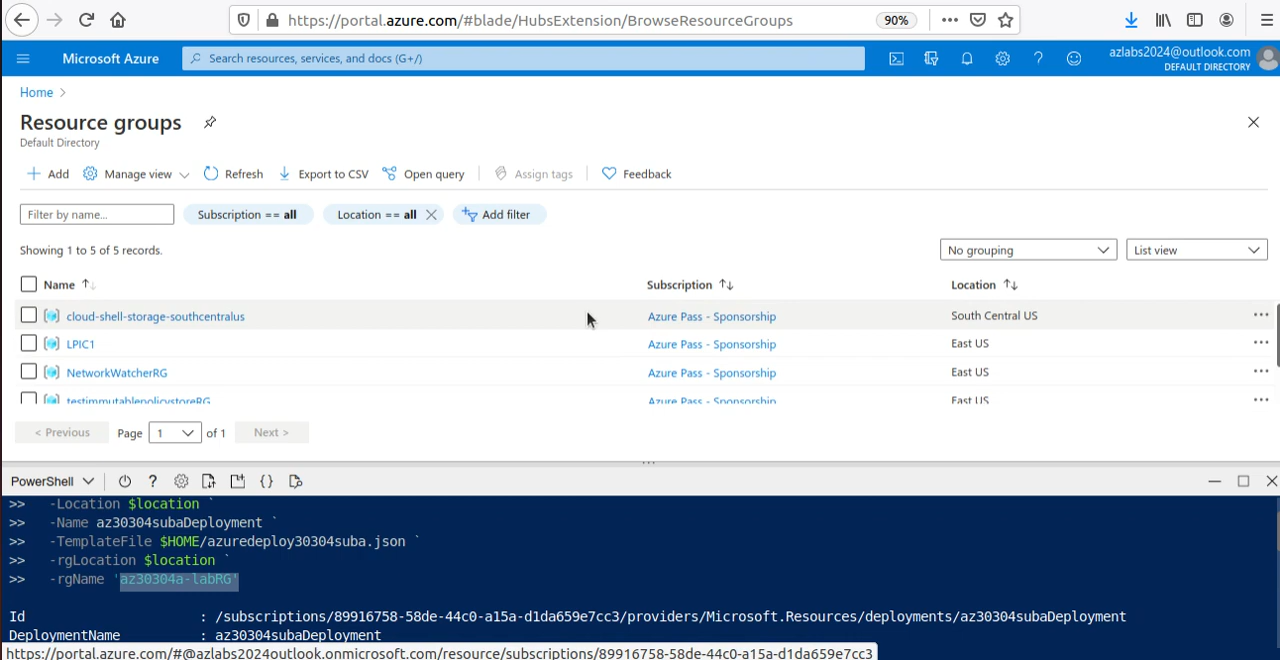 https://portal.azure.com/#blade/HubsExtension/BrowseResourceGroups
90%
Microsoft Azure
Search resources, services, and docs (G+/)
azlabs2024@outlook.com
DEFAULT DIRECTORY
Home >
Resource groups
Default Directory
Add Manage view Refresh Export to CSV Open query Assign tags Feedback
Filter by name... Subscription == all Location == all Add filter
Showing 1 to 5 of 5 records. No grouping List view
Name Subscription Location
cloud-shell-storage-southcentralus Azure Pass - Sponsorship South Central US
LPIC1 Azure Pass - Sponsorship East US
NetworkWatcherRG Azure Pass - Sponsorship East US
testimmutablepolicystoreRG Azure Pass - Sponsorship East US
< Previous Page 1 of 1 Next >
PowerShell
>> -Location $location `
>> -Name az30304subaDeployment `
>> -TemplateFile $HOME/azuredeploy30304suba.json `
>> -rgLocation $location `
>> -rgName 'az30304a-labRG'
Id : /subscriptions/89916758-58de-44c0-a15a-d1da659e7cc3/providers/Microsoft.Resources/deployments/az30304subaDeployment
DeploymentName : az30304subaDeployment
https://portal.azure.com/#@azlabs2024outlook.onmicrosoft.com/resource/subscriptions/89916758-58de-44c0-a15a-d1da659e7cc3